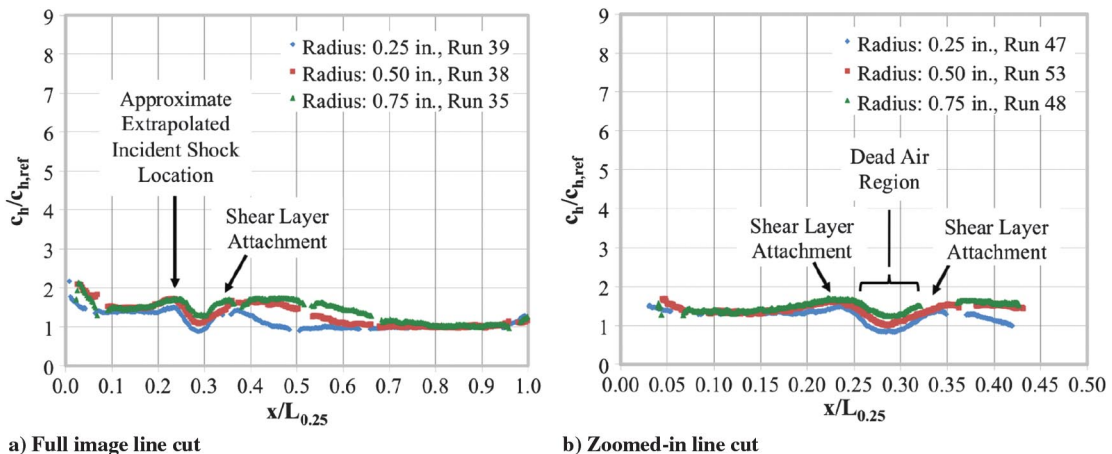 9
8
7
6
5
4
3
2
1
0
c_h/c_h,ref
Radius: 0.25 in., Run 39
Radius: 0.50 in., Run 38
Radius: 0.75 in., Run 35
Approximate
Extrapolated
Incident Shock
Location
Shear Layer
Attachment
0.0 0.1 0.2 0.3 0.4 0.5 0.6 0.7 0.8 0.9 1.0
x/L_0.25
a) Full image line cut
9
8
7
6
5
4
3
2
1
0
c_h/c_h,ref
Radius: 0.25 in., Run 47
Radius: 0.50 in., Run 53
Radius: 0.75 in., Run 48
Dead Air
Region
Shear Layer
Attachment
Shear Layer
Attachment
0.00 0.05 0.10 0.15 0.20 0.25 0.30 0.35 0.40 0.45 0.50
x/L_0.25
b) Zoomed-in line cut